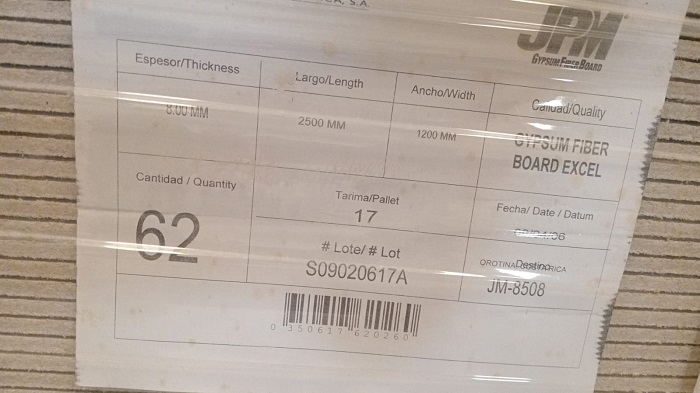 S.A.
JPM
GYPSUM FIBER BOARD
Espesor/Thickness
Largo/Length
Ancho/Width
Calidad/Quality
8.00 MM
2500 MM
1200 MM
GYPSUM FIBER
BOARD EXCEL
Cantidad / Quantity
62
Tarima/Pallet
17
Fecha/ Date / Datum
# Lote/ # Lot
S09020617A
Destino
OROTINA
JM-8508
0 350617 620260